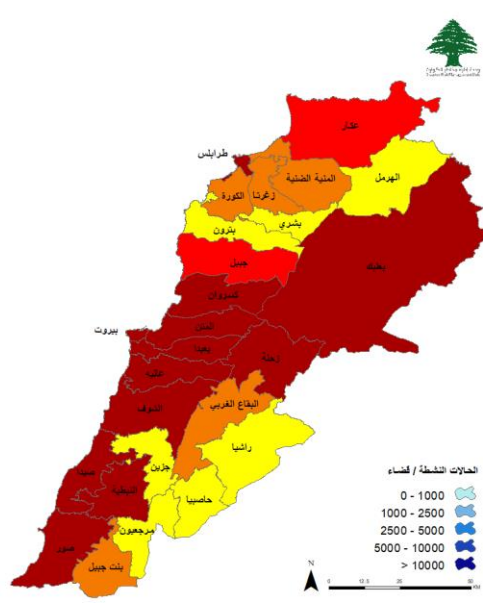 عكار
طرابلس
المنية الضنية
الهرمل
زغرتا
الكورة
بشري
بترون
بعلبك
جبيل
كسروان
المتن
بيروت
بعبدا
زحلة
عاليه
الشوف
البقاع الغربي
راشيا
جزين
صيدا
النبطية
حاصبيا
مرجعيون
صور
بنت جبيل
الحالات النشطة / قضاء
0 - 1000
1000 - 2500
2500 - 5000
5000 - 10000
> 10000
N
0 12.5 25 50
KM